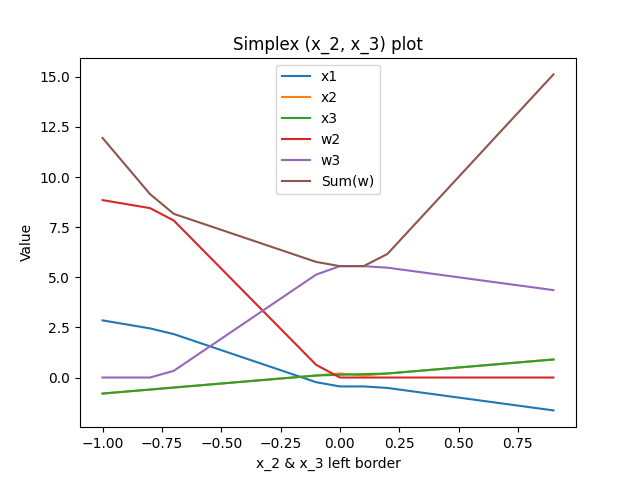 Simplex (x_2, x_3) plot
x1
x2
x3
w2
w3
Sum(w)
Value
15.0
12.5
10.0
7.5
5.0
2.5
0.0
−1.00 −0.75 −0.50 −0.25 0.00 0.25 0.50 0.75
x_2 & x_3 left border